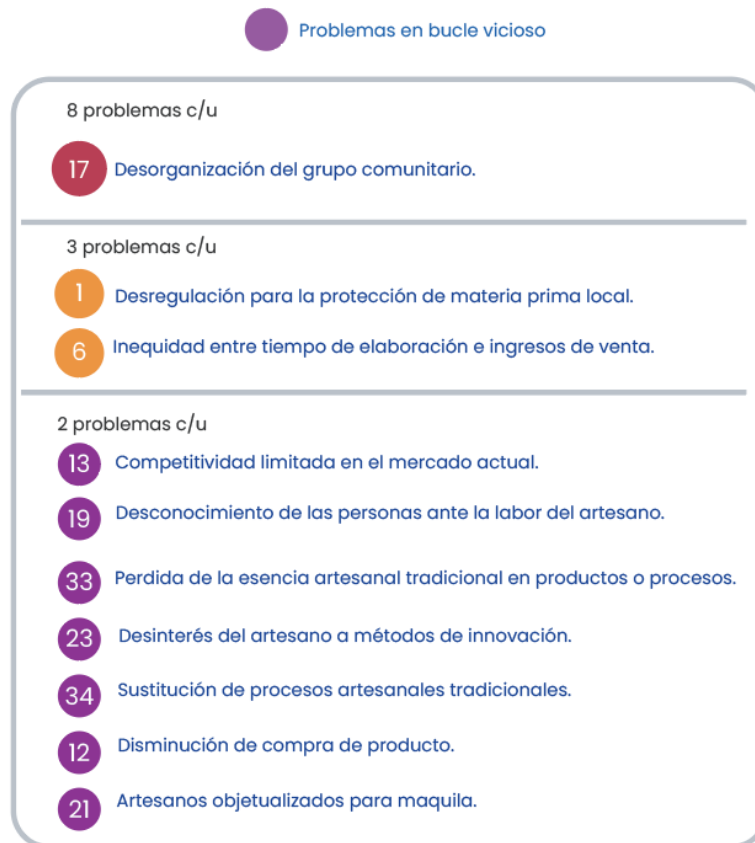 Problemas en bucle vicioso
8 problemas c/u
17 Desorganización del grupo comunitario.
3 problemas c/u
1 Desregulación para la protección de materia prima local.
6 Inequidad entre tiempo de elaboración e ingresos de venta.
2 problemas c/u
13 Competitividad limitada en el mercado actual.
19 Desconocimiento de las personas ante la labor del artesano.
33 Perdida de la esencia artesanal tradicional en productos o procesos.
23 Desinterés del artesano a métodos de innovación.
34 Sustitución de procesos artesanales tradicionales.
12 Disminución de compra de producto.
21 Artesanos objetualizados para maquila.